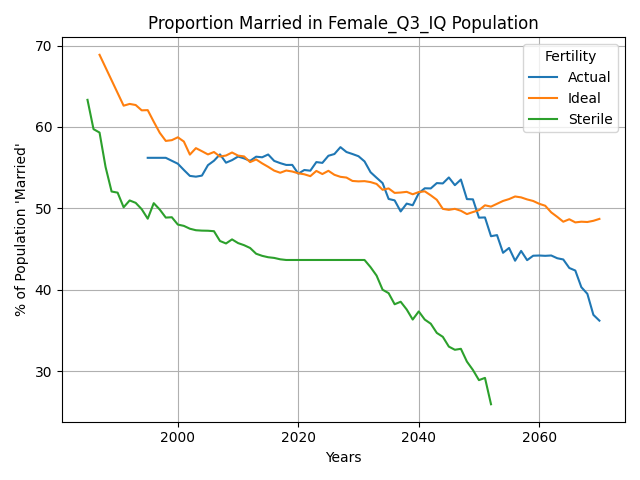 Proportion Married in Female_Q3_IQ Population
% of Population 'Married'
70
60
50
40
30
Fertility
Actual
Ideal
Sterile
2000
2020
2040
2060
Years